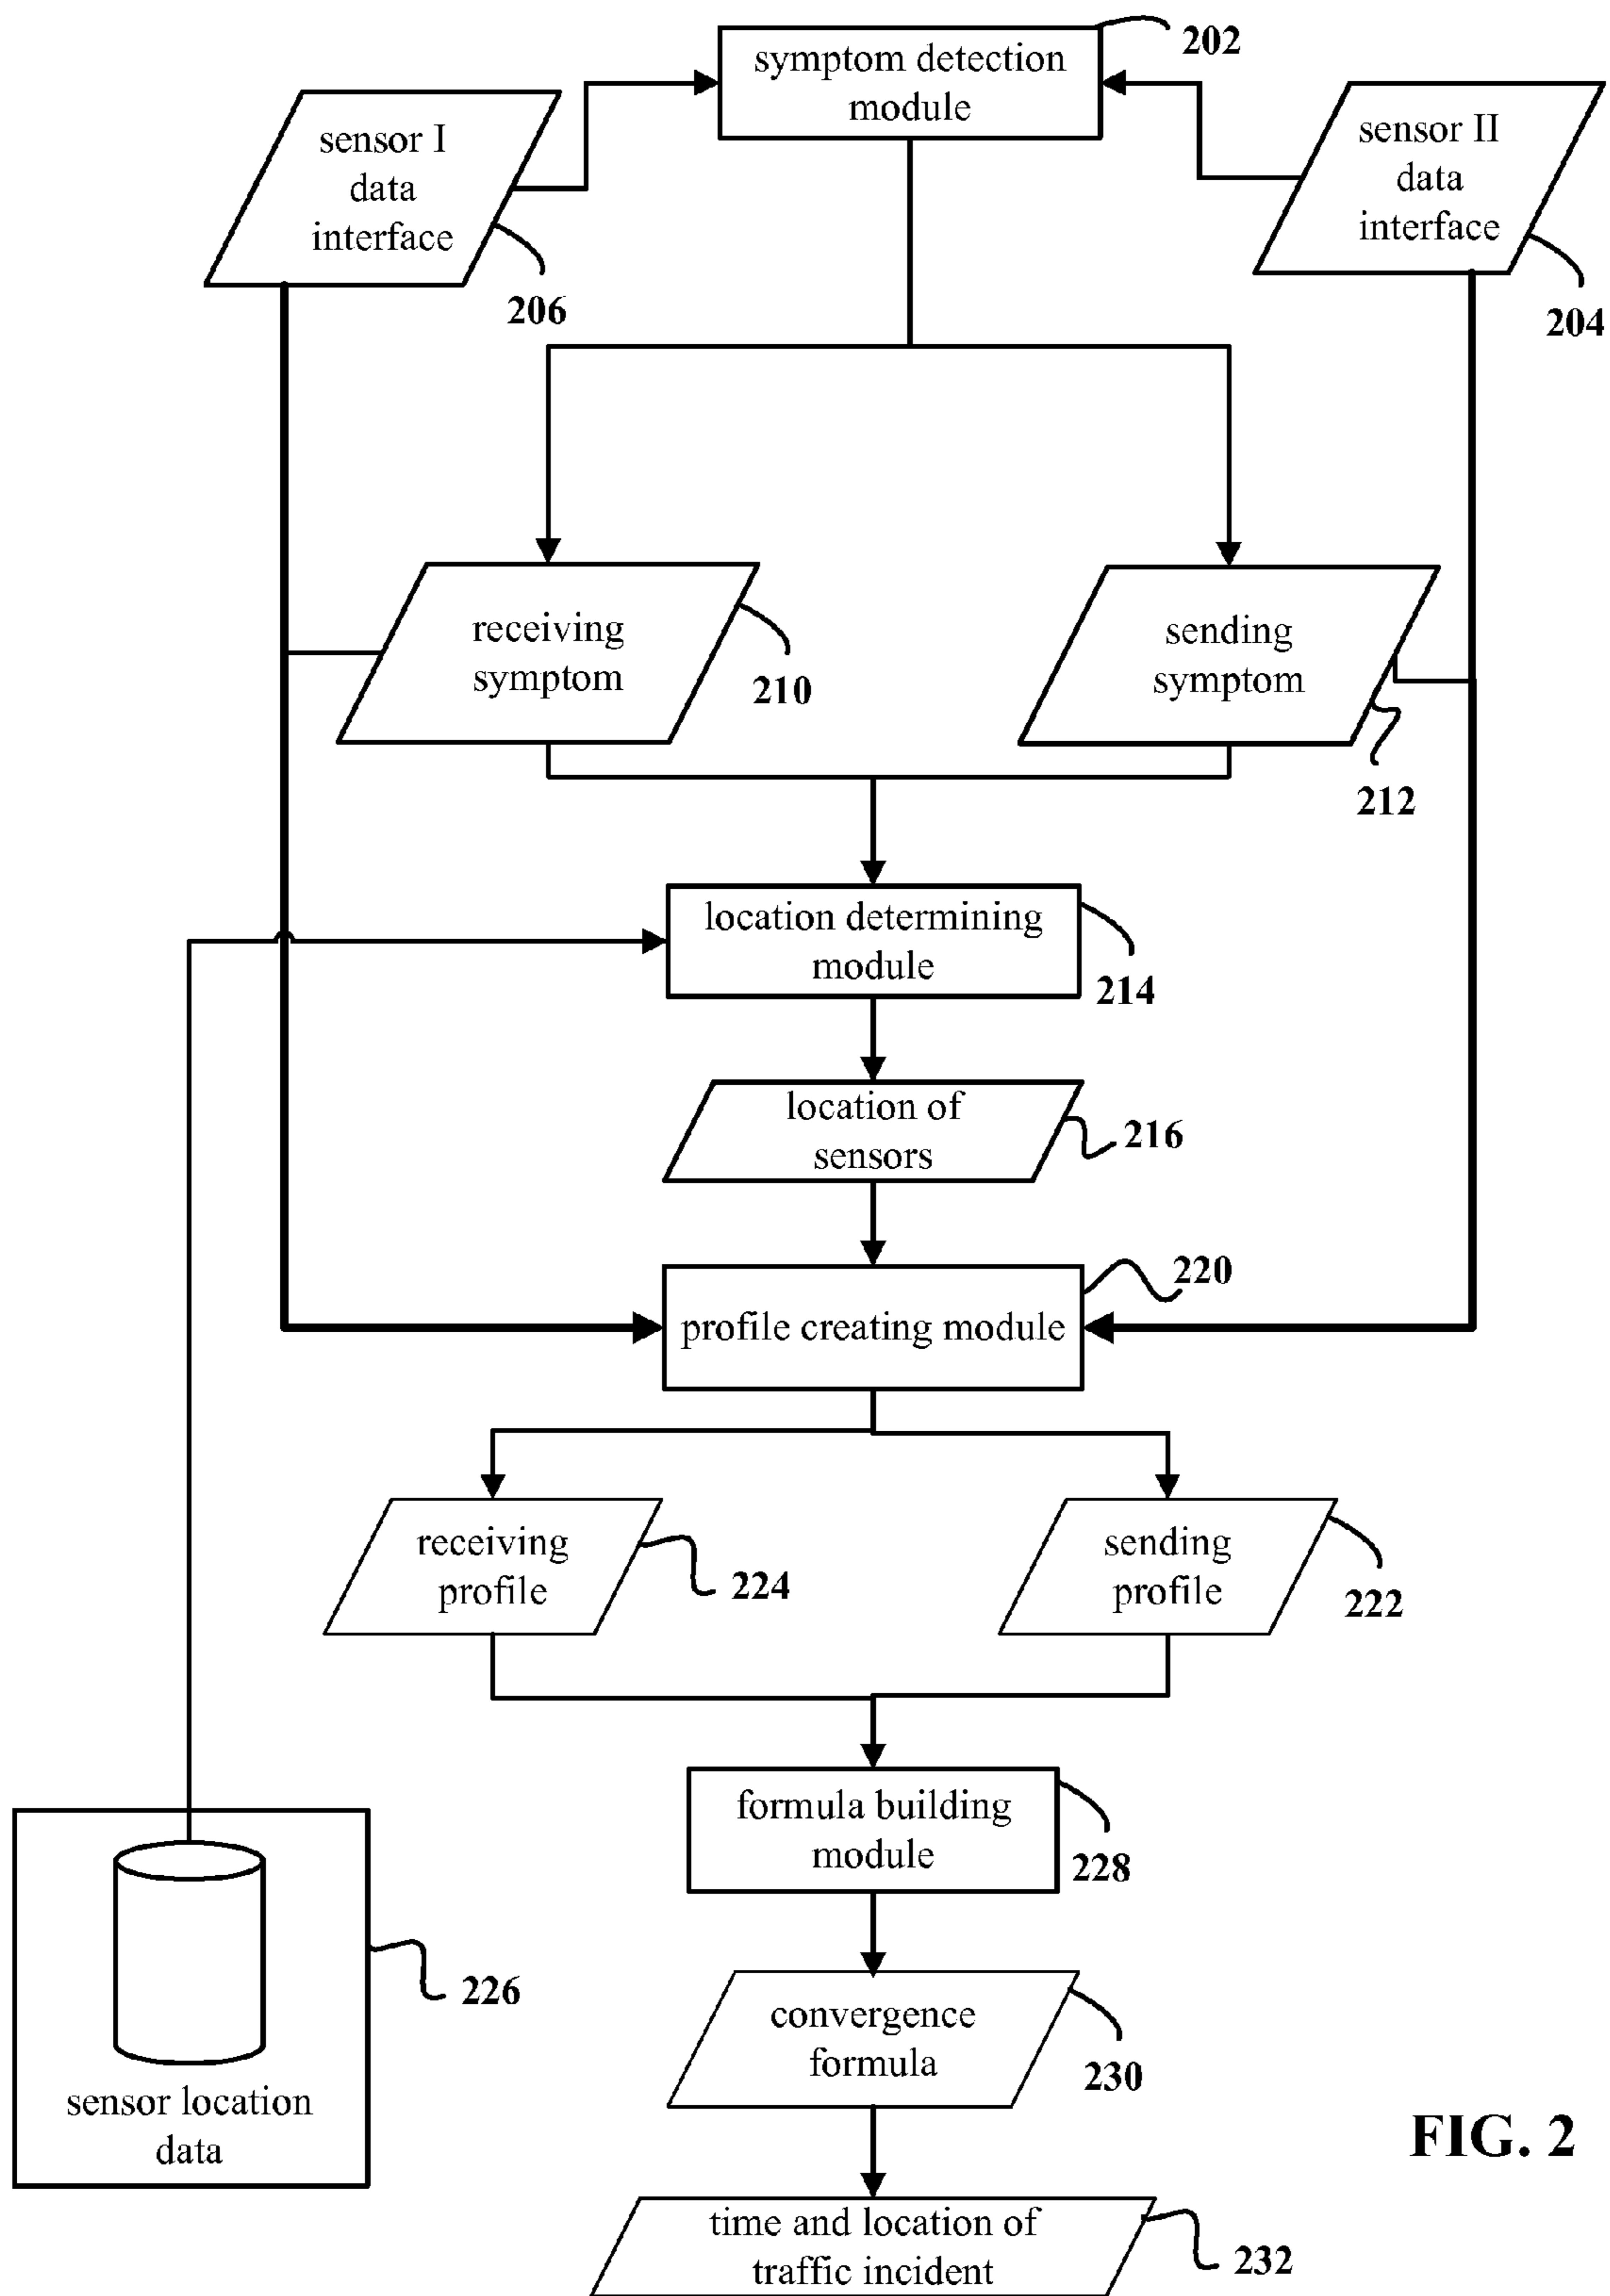 symptom detection
module
202
sensor I
data
interface
206
sensor II
data
interface
204
receiving
symptom
210
sending
symptom
212
location determining
module
214
location of
sensors
216
profile creating module
220
receiving
profile
224
sending
profile
222
formula building
module
228
sensor location
data
226
convergence
formula
230
time and location of
traffic incident
232
FIG. 2